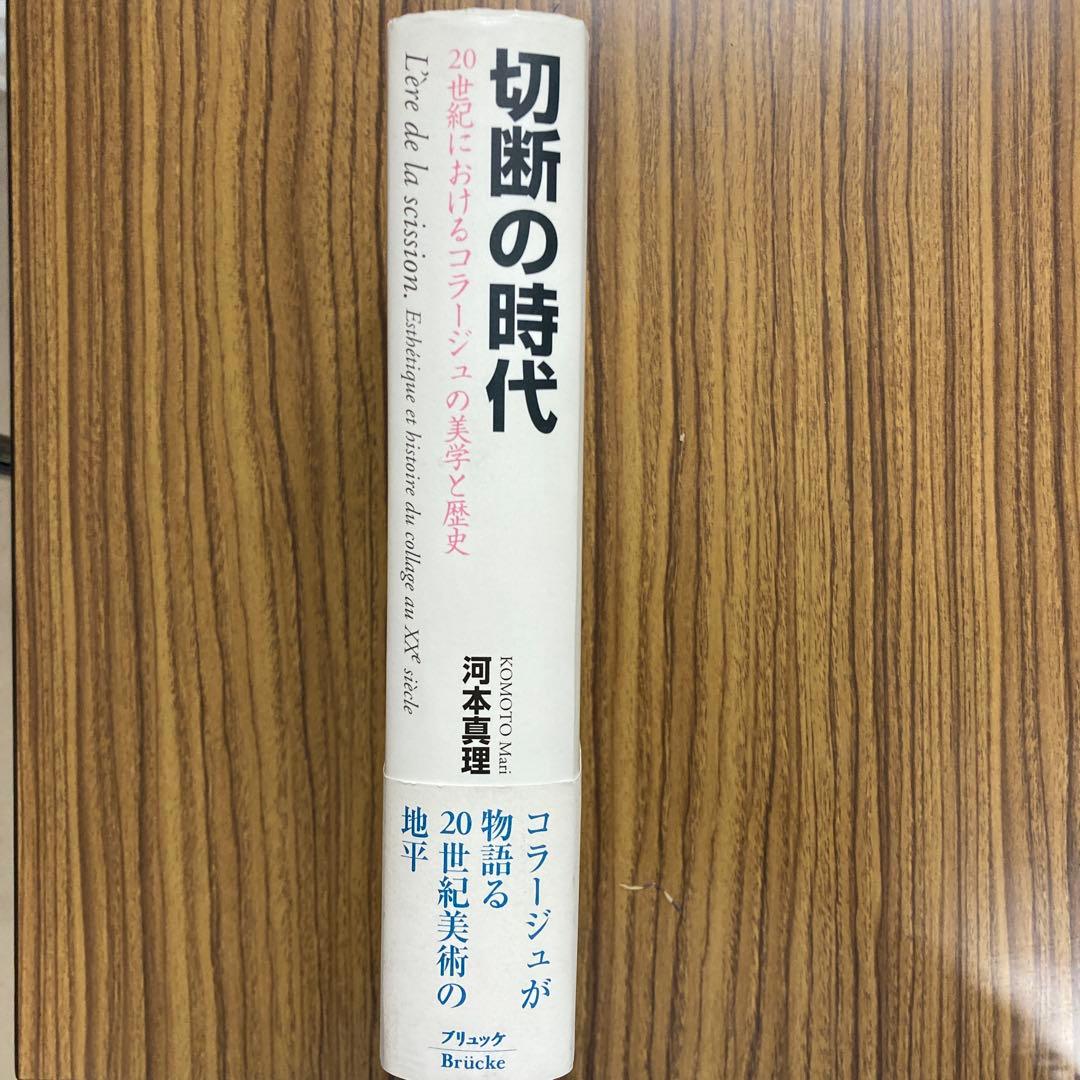 切断の時代
20世紀におけるコラージュの美学と歴史
L'ère de la scission. Esthétique et histoire du collage au XXe siècle
KOMOTO Mari
河本真理
コラージュが
物語る
20世紀美術の
地平
ブリュッケ
Brücke